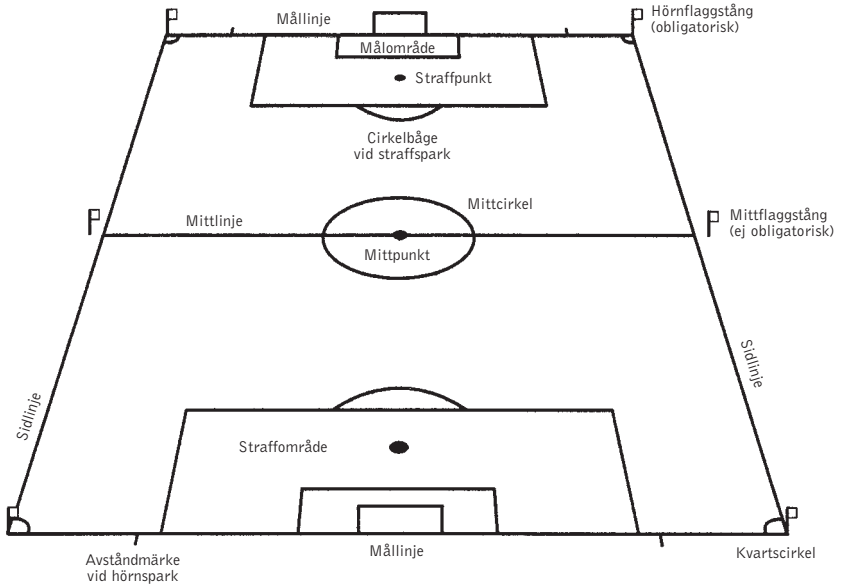 Mållinje
Hörnflaggstång
(obligatorisk)
Målområde
Straffpunkt
Cirkelbåge
vid straffspark
Mittcirkel
Mittlinje
Mittflaggstång
(ej obligatorisk)
Mittpunkt
Sidlinje
Sidlinje
Straffområde
Mållinje
Kvartscirkel
Avståndmärke
vid hörnspark